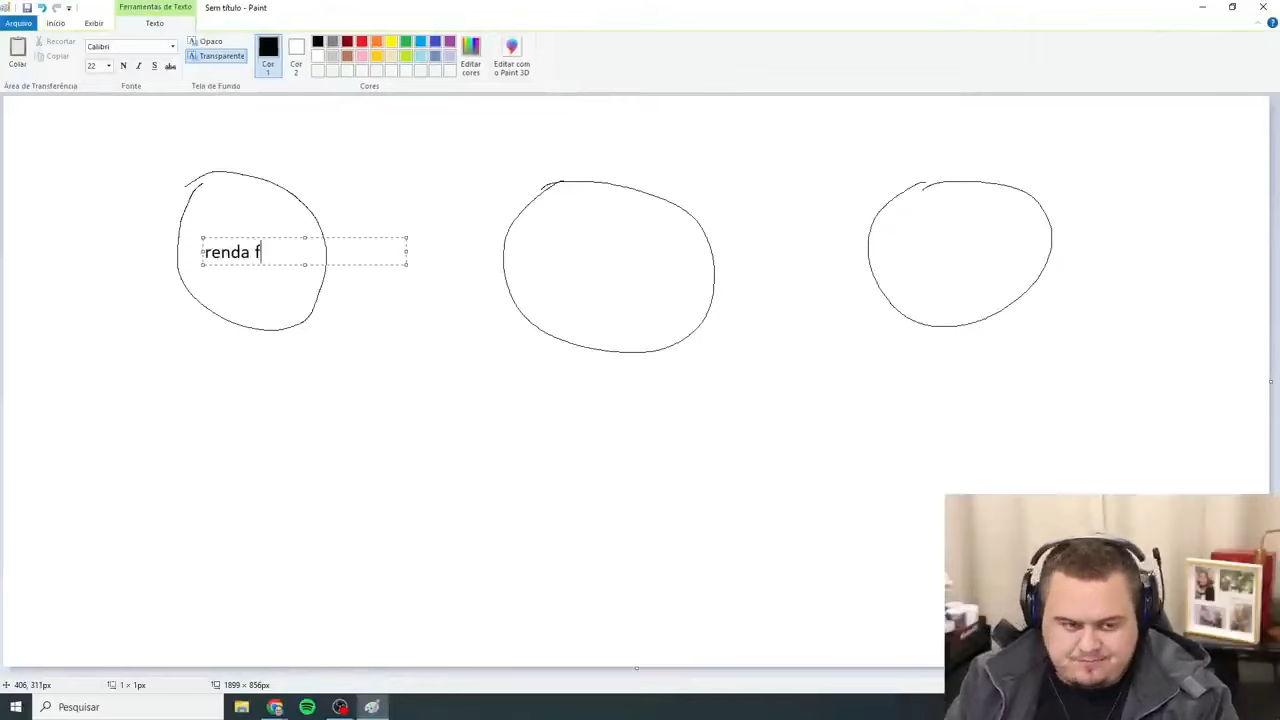 Ferramentas de Texto
Sem título - Paint
Arquivo
Início
Exibir
Texto
Colar
Recortar
Copiar
Área de Transferência
Calibri
22
N I S abc
Fonte
Opaco
Transparente
Tela de Fundo
Cor 1
Cor 2
Editar cores
Editar com o Paint 3D
Cores
renda f
406, 311px
1 × 1px
1899 × 856px
Pesquisar